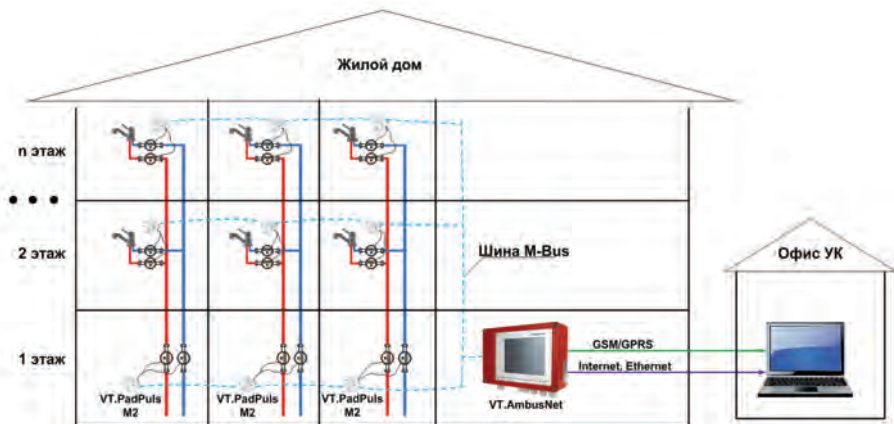 Жилой дом
n этаж
2 этаж
Шина M-Bus
Офис УК
1 этаж
GSM/GPRS
Internet, Ethernet
VT.PadPuls
M2
VT.PadPuls
M2
VT.PadPuls
M2
VT.AmbusNet